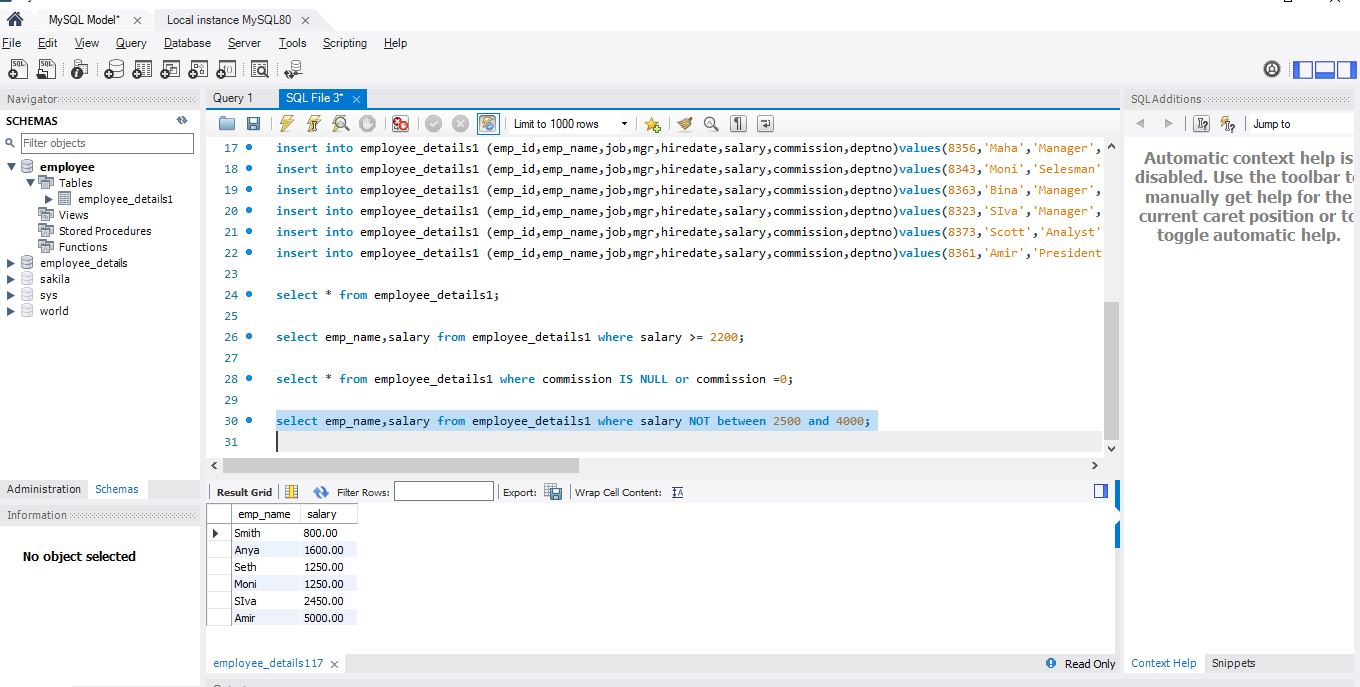 MySQL Model* Local instance MySQL80
File Edit View Query Database Server Tools Scripting Help
Navigator
SCHEMAS
Filter objects
employee
Tables
employee_details1
Views
Stored Procedures
Functions
employee_details
sakila
sys
world
Administration Schemas
Information
No object selected
Query 1 SQL File 3*
Limit to 1000 rows
17 insert into employee_details1 (emp_id,emp_name,job,mgr,hiredate,salary,commission,deptno)values(8356,'Maha','Manager',
18 insert into employee_details1 (emp_id,emp_name,job,mgr,hiredate,salary,commission,deptno)values(8343,'Moni','Selesman'
19 insert into employee_details1 (emp_id,emp_name,job,mgr,hiredate,salary,commission,deptno)values(8363,'Bina','Manager',
20 insert into employee_details1 (emp_id,emp_name,job,mgr,hiredate,salary,commission,deptno)values(8323,'SIva','Manager',
21 insert into employee_details1 (emp_id,emp_name,job,mgr,hiredate,salary,commission,deptno)values(8373,'Scott','Analyst'
22 insert into employee_details1 (emp_id,emp_name,job,mgr,hiredate,salary,commission,deptno)values(8361,'Amir','President
23
24 select * from employee_details1;
25
26 select emp_name,salary from employee_details1 where salary >= 2200;
27
28 select * from employee_details1 where commission IS NULL or commission =0;
29
30 select emp_name,salary from employee_details1 where salary NOT between 2500 and 4000;
31
Result Grid Filter Rows: Export: Wrap Cell Content:
emp_name salary
Smith 800.00
Anya 1600.00
Seth 1250.00
Moni 1250.00
SIva 2450.00
Amir 5000.00
employee_details117 Read Only
SQLAdditions
Jump to
Automatic context help is
disabled. Use the toolbar to
manually get help for the
current caret position or to
toggle automatic help.
Context Help Snippets